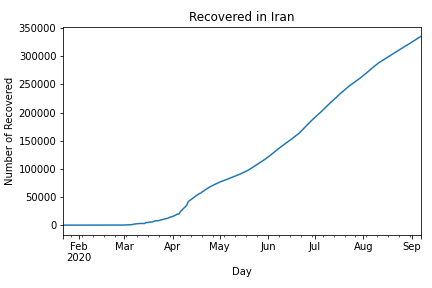 Recovered in Iran
Number of Recovered
350000
300000
250000
200000
150000
100000
50000
0
Feb Mar Apr May Jun Jul Aug Sep
2020
Day